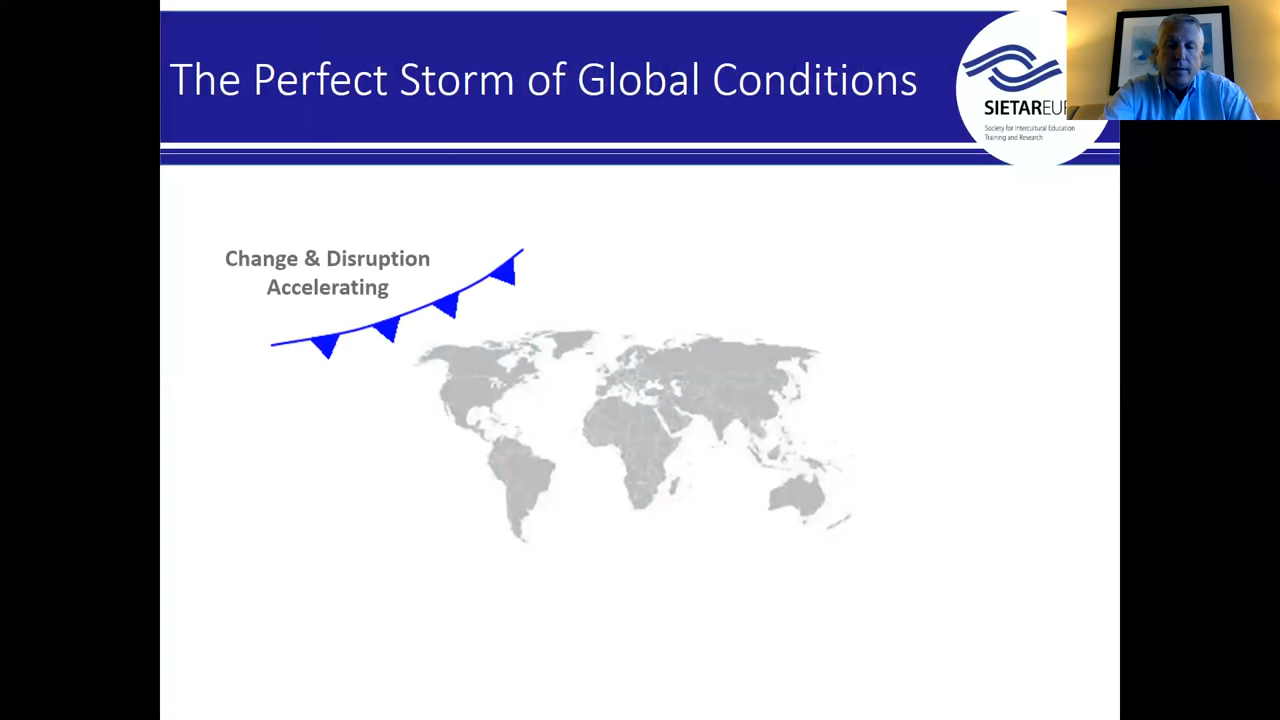 The Perfect Storm of Global Conditions
SIETAREU
Society for Intercultural Education
Training and Research
Change & Disruption
Accelerating